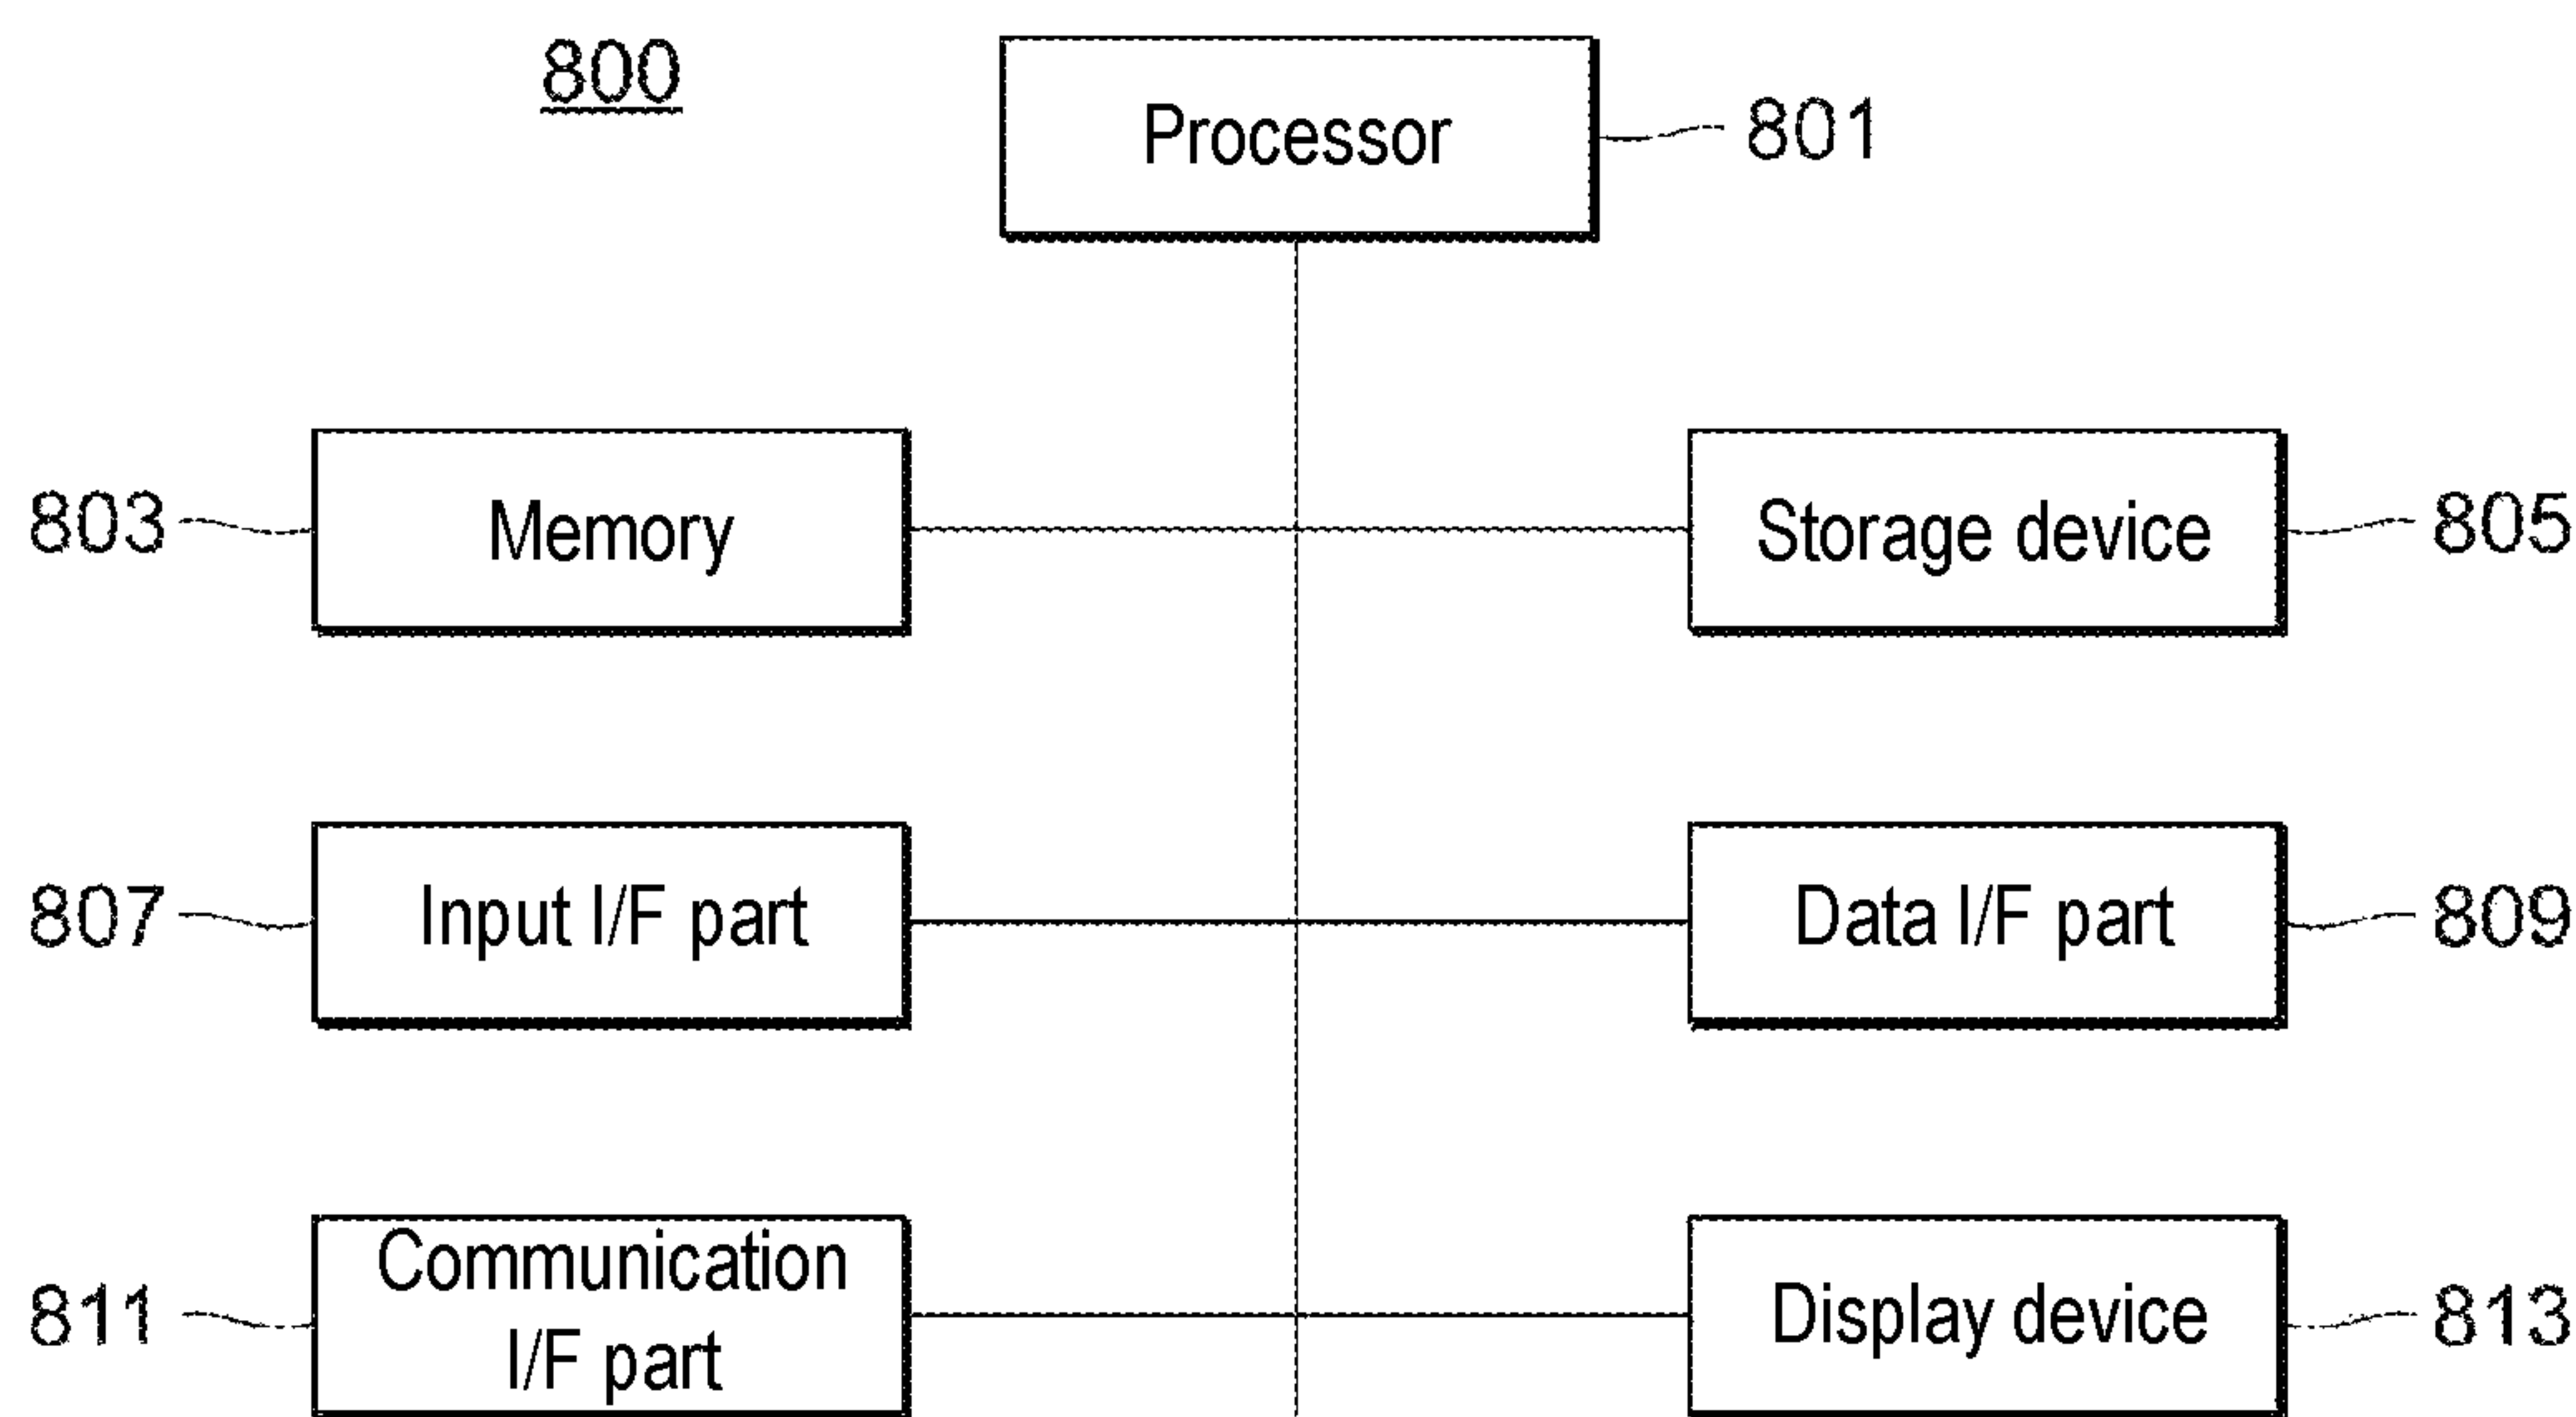 800
Processor
801
803
Memory
Storage device
805
807
Input I/F part
Data I/F part
809
811
Communication
I/F part
Display device
813